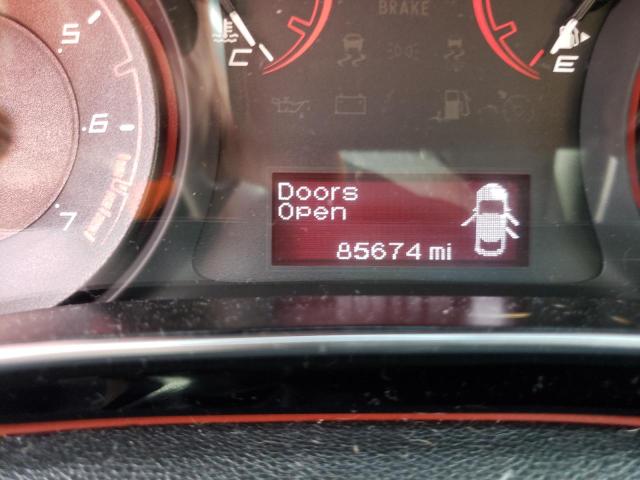 BRAKE
.5
C
E
.6
Doors
Open
7
85674 mi